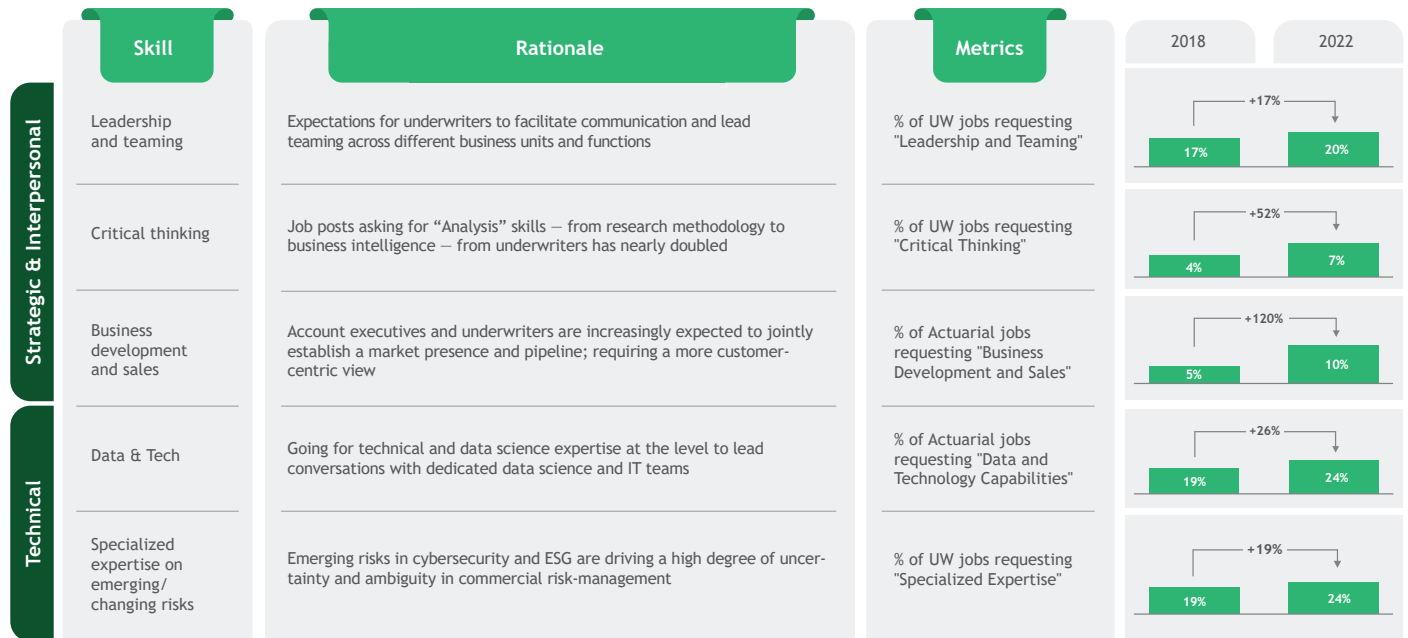 Skill
Rationale
Metrics
2018
2022
Strategic & Interpersonal
Leadership
and teaming
Expectations for underwriters to facilitate communication and lead
teaming across different business units and functions
% of UW jobs requesting
"Leadership and Teaming"
+17%
17%
20%
Critical thinking
Job posts asking for “Analysis” skills — from research methodology to
business intelligence — from underwriters has nearly doubled
% of UW jobs requesting
"Critical Thinking"
+52%
4%
7%
Business
development
and sales
Account executives and underwriters are increasingly expected to jointly
establish a market presence and pipeline; requiring a more customer-
centric view
% of Actuarial jobs
requesting "Business
Development and Sales"
+120%
5%
10%
Technical
Data & Tech
Going for technical and data science expertise at the level to lead
conversations with dedicated data science and IT teams
% of Actuarial jobs
requesting "Data and
Technology Capabilities"
+26%
19%
24%
Specialized
expertise on
emerging/
changing risks
Emerging risks in cybersecurity and ESG are driving a high degree of uncer-
tainty and ambiguity in commercial risk-management
% of UW jobs requesting
"Specialized Expertise"
+19%
19%
24%